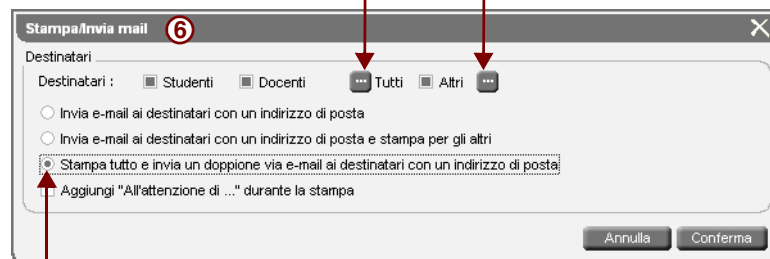 Stampa/Invia mail 6
Destinatari
Destinatari : Studenti Docenti ... Tutti Altri ...
Invia e-mail ai destinatari con un indirizzo di posta
Invia e-mail ai destinatari con un indirizzo di posta e stampa per gli altri
Stampa tutto e invia un doppione via e-mail ai destinatari con un indirizzo di posta
Aggiungi "All'attenzione di ..." durante la stampa
Annulla Conferma